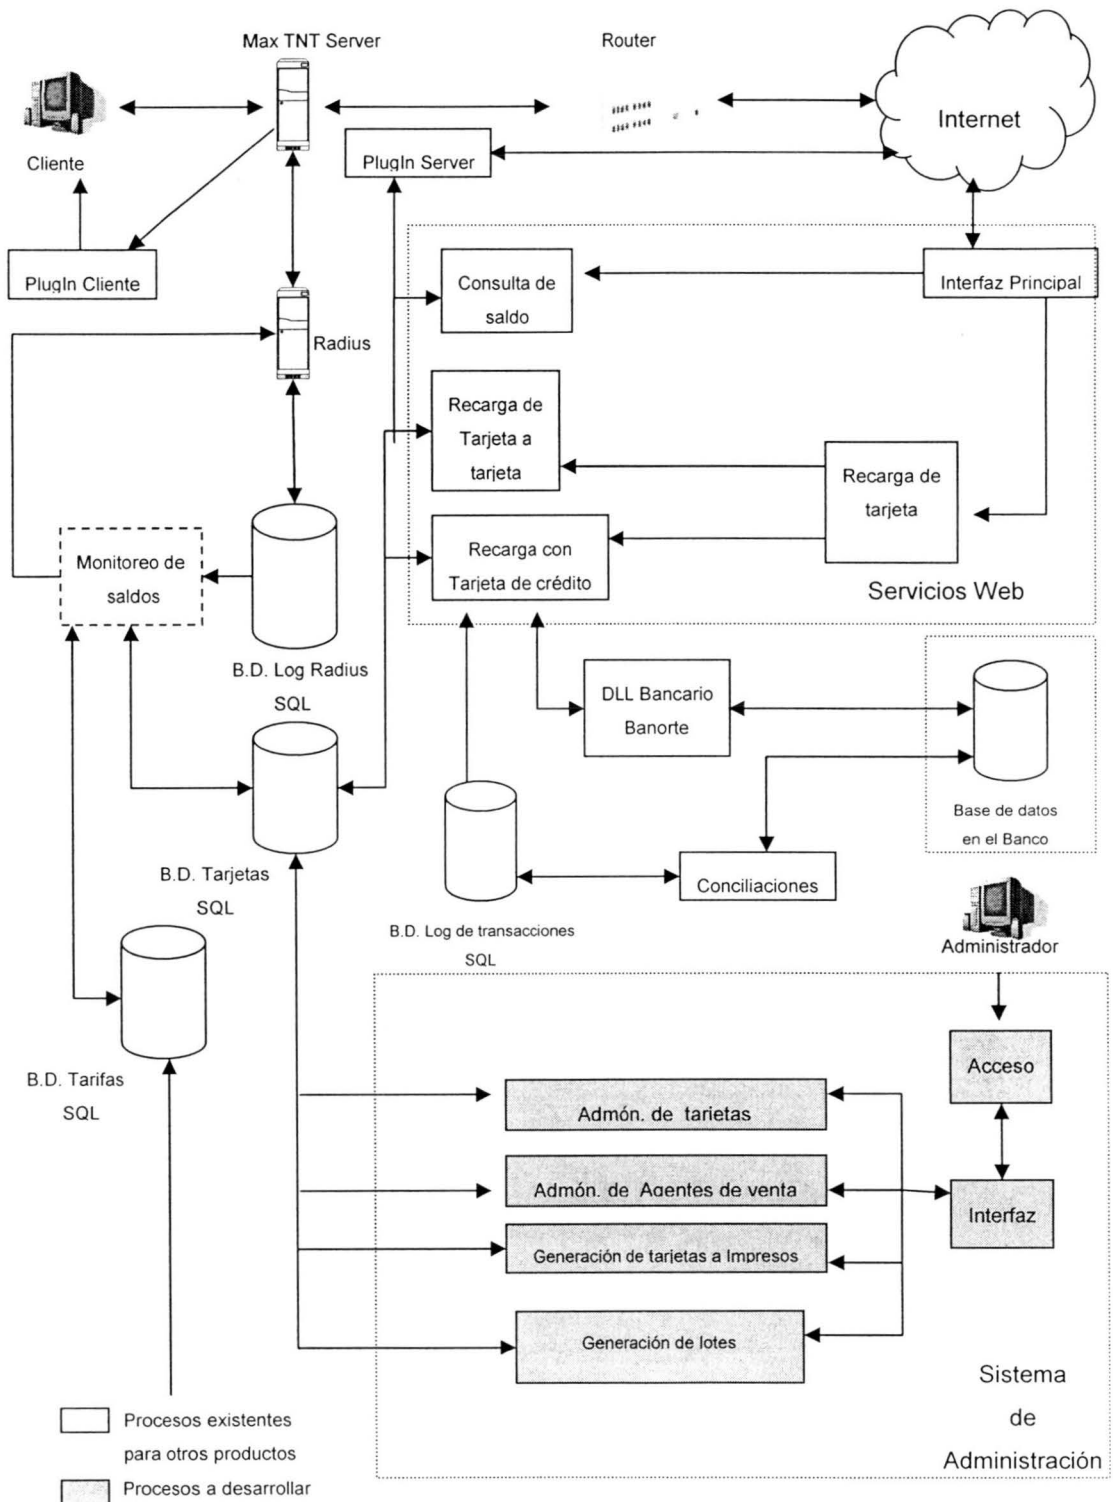 Max TNT Server
Router
Internet
Cliente
PlugIn Server
PlugIn Cliente
Consulta de
saldo
Interfaz Principal
Radius
Recarga de
Tarjeta a
tarjeta
Recarga de
tarjeta
Monitoreo de
saldos
Recarga con
Tarjeta de crédito
Servicios Web
B.D. Log Radius
SQL
DLL Bancario
Banorte
Base de datos
en el Banco
B.D. Tarjetas
SQL
Conciliaciones
B.D. Log de transacciones
SQL
Administrador
Acceso
B.D. Tarifas
SQL
Admón. de tarjetas
Admón. de Agentes de venta
Interfaz
Generación de tarjetas a Impresos
Generación de lotes
Sistema
de
Administración
Procesos existentes
para otros productos
Procesos a desarrollar